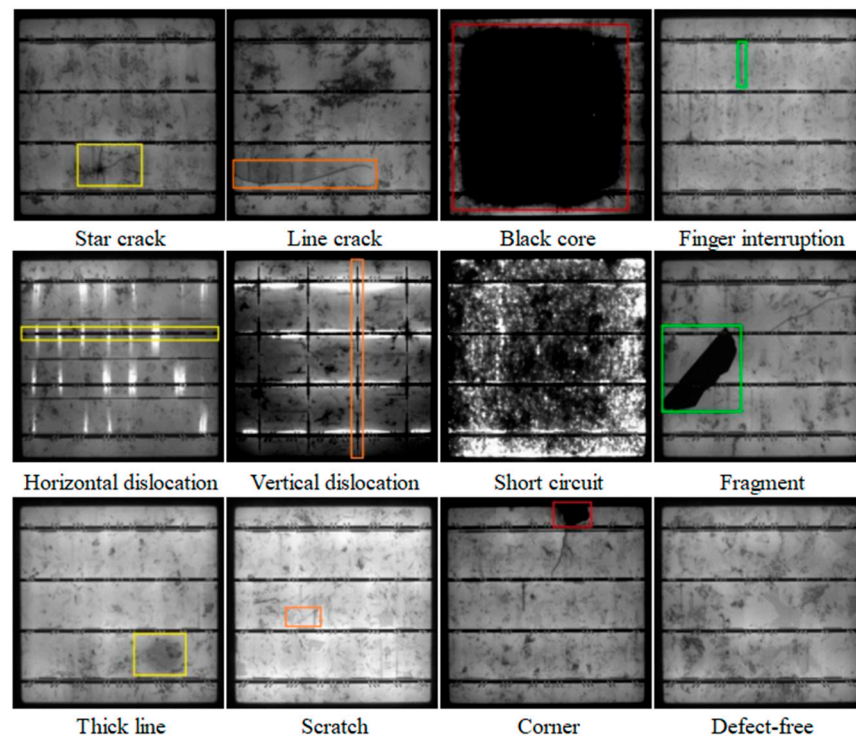 Star crack
Line crack
Black core
Finger interruption
Horizontal dislocation
Vertical dislocation
Short circuit
Fragment
Thick line
Scratch
Corner
Defect-free